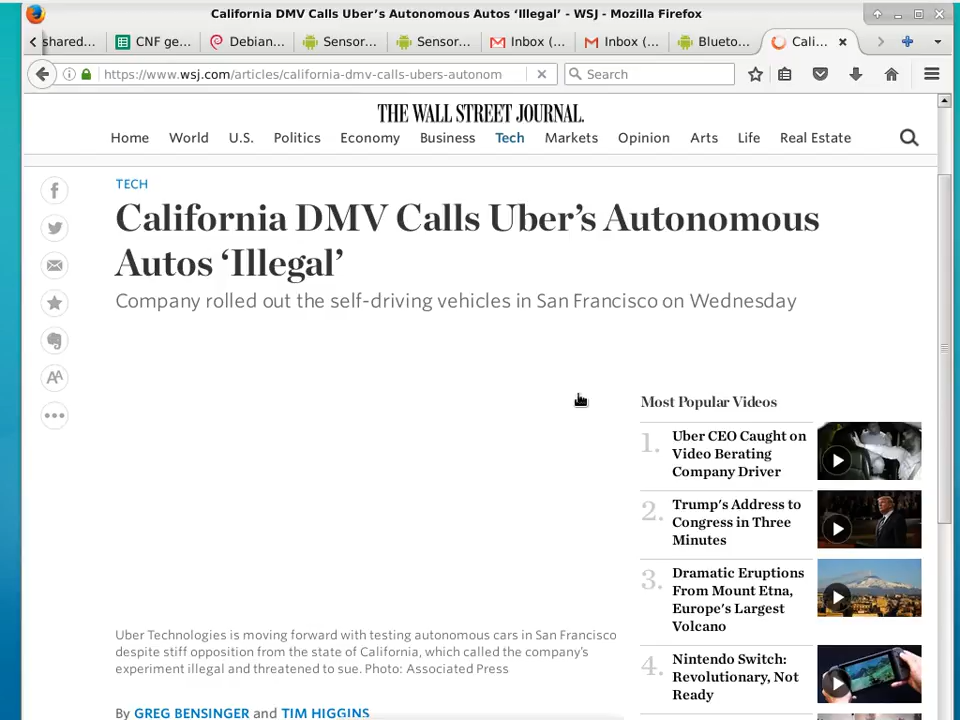 California DMV Calls Uber’s Autonomous Autos ‘Illegal’ - WSJ - Mozilla Firefox
shared...
CNF ge...
Debian...
Sensor...
Sensor...
Inbox (...
Inbox (...
Blueto...
Cali...
https://www.wsj.com/articles/california-dmv-calls-ubers-autonom
Search
THE WALL STREET JOURNAL.
Home World U.S. Politics Economy Business Tech Markets Opinion Arts Life Real Estate
TECH
California DMV Calls Uber’s Autonomous
Autos ‘Illegal’
Company rolled out the self-driving vehicles in San Francisco on Wednesday
AA
Most Popular Videos
1. Uber CEO Caught on
Video Berating
Company Driver
2. Trump's Address to
Congress in Three
Minutes
3. Dramatic Eruptions
From Mount Etna,
Europe's Largest
Volcano
4. Nintendo Switch:
Revolutionary, Not
Ready
Uber Technologies is moving forward with testing autonomous cars in San Francisco
despite stiff opposition from the state of California, which called the company’s
experiment illegal and threatened to sue. Photo: Associated Press
By GREG BENSINGER and TIM HIGGINS